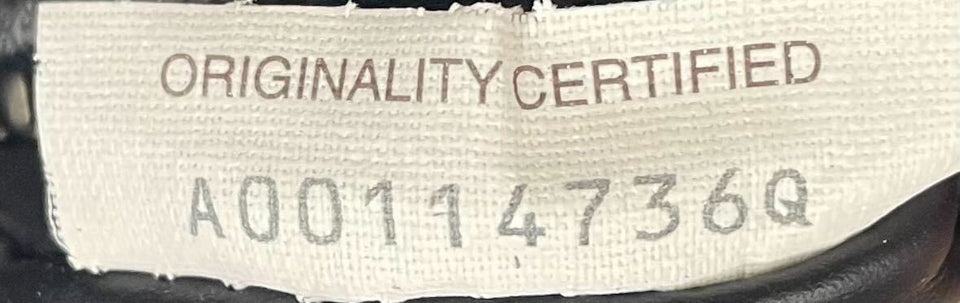 ORIGINALITY CERTIFIED
A00114736Q